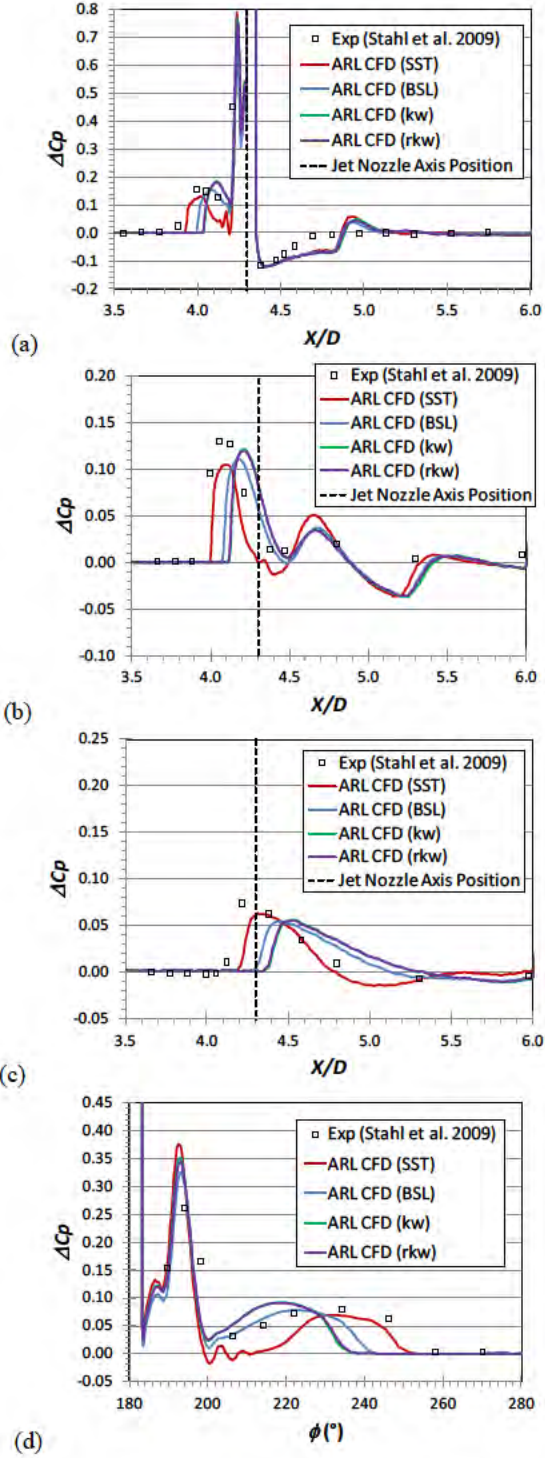 0.8
0.7
0.6
0.5
0.4
0.3
0.2
0.1
0.0
-0.1
-0.2
ΔCp
Exp (Stahl et al. 2009)
ARL CFD (SST)
ARL CFD (BSL)
ARL CFD (kw)
ARL CFD (rkw)
Jet Nozzle Axis Position
3.5 4.0 4.5 5.0 5.5 6.0
X/D
(a)
0.20
0.15
0.10
0.05
0.00
-0.05
-0.10
ΔCp
Exp (Stahl et al. 2009)
ARL CFD (SST)
ARL CFD (BSL)
ARL CFD (kw)
ARL CFD (rkw)
Jet Nozzle Axis Position
3.5 4.0 4.5 5.0 5.5 6.0
X/D
(b)
0.25
0.20
0.15
0.10
0.05
0.00
-0.05
ΔCp
Exp (Stahl et al. 2009)
ARL CFD (SST)
ARL CFD (BSL)
ARL CFD (kw)
ARL CFD (rkw)
Jet Nozzle Axis Position
3.5 4.0 4.5 5.0 5.5 6.0
X/D
(c)
0.45
0.40
0.35
0.30
0.25
0.20
0.15
0.10
0.05
0.00
-0.05
ΔCp
Exp (Stahl et al. 2009)
ARL CFD (SST)
ARL CFD (BSL)
ARL CFD (kw)
ARL CFD (rkw)
180 200 220 240 260 280
ϕ (°)
(d)